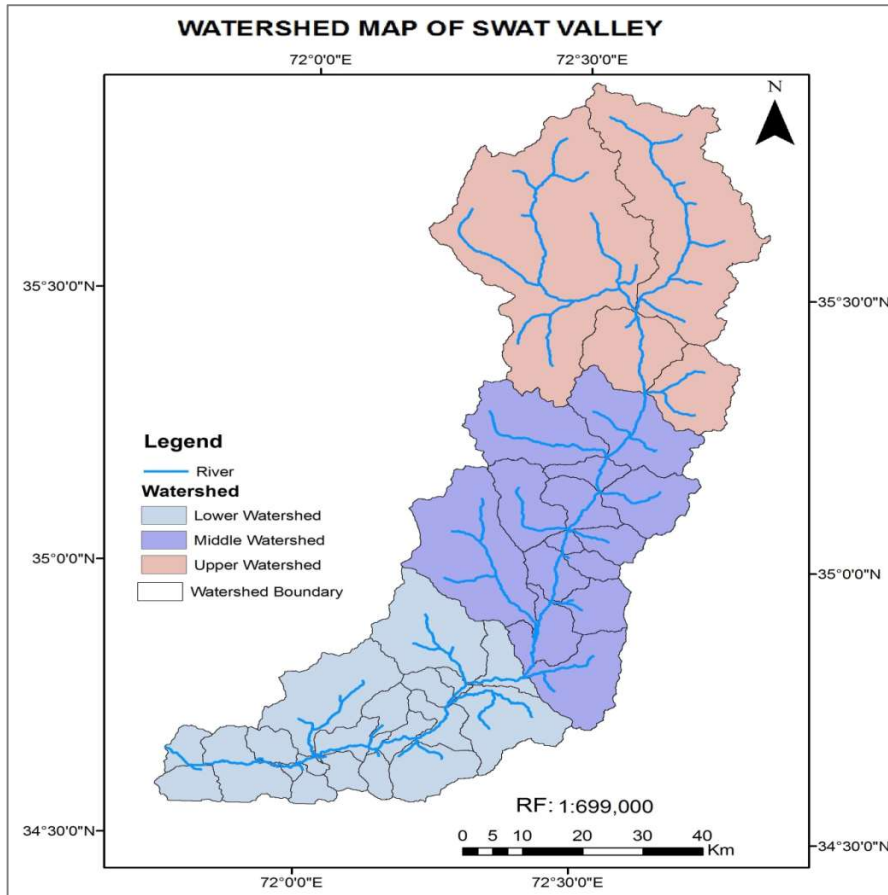 WATERSHED MAP OF SWAT VALLEY
72°0'0"E
72°30'0"E
N
35°30'0"N
35°30'0"N
Legend
River
Watershed
Lower Watershed
Middle Watershed
Upper Watershed
Watershed Boundary
35°0'0"N
35°0'0"N
RF: 1:699,000
0 5 10 20 30 40
Km
34°30'0"N
34°30'0"N
72°0'0"E
72°30'0"E